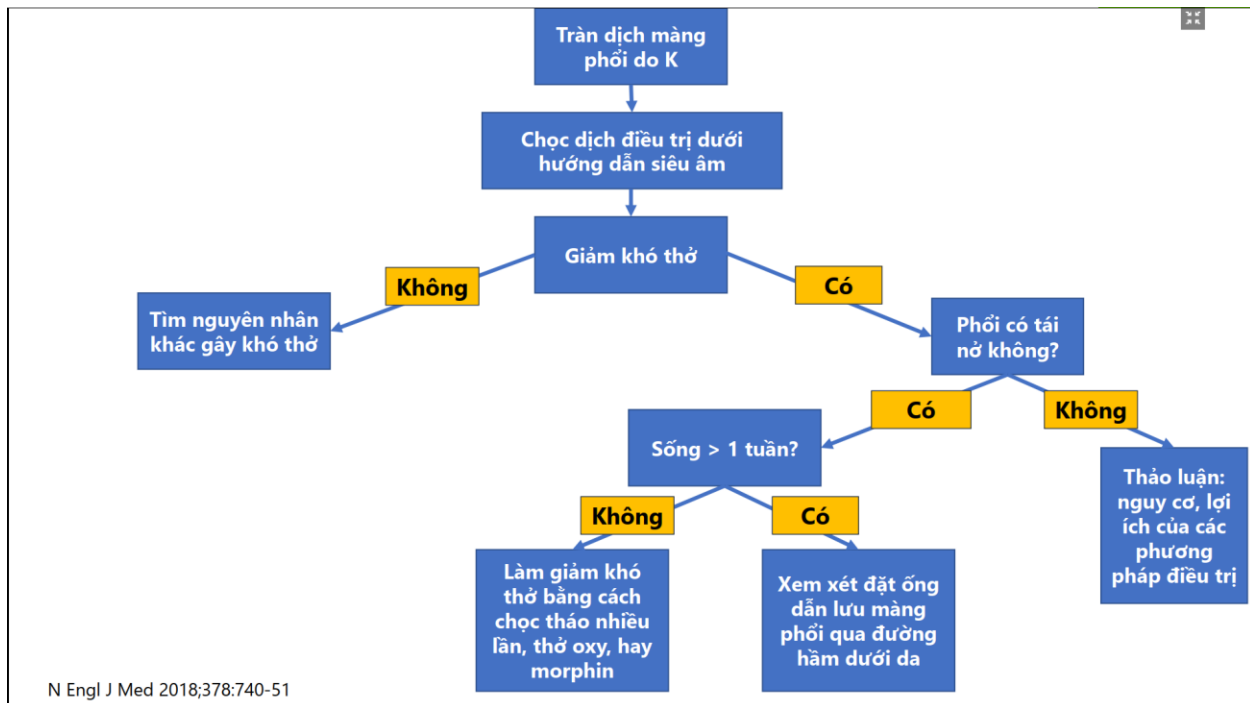 Tràn dịch màng
phổi do K
Chọc dịch điều trị dưới
hướng dẫn siêu âm
Giảm khó thở
Không
Có
Tìm nguyên nhân
khác gây khó thở
Phổi có tái
nở không?
Có
Không
Sống > 1 tuần?
Thảo luận:
nguy cơ, lợi
ích của các
phương
pháp điều trị
Không
Có
Làm giảm khó
thở bằng cách
chọc tháo nhiều
lần, thở oxy, hay
morphin
Xem xét đặt ống
dẫn lưu màng
phổi qua đường
hầm dưới da
N Engl J Med 2018;378:740-51